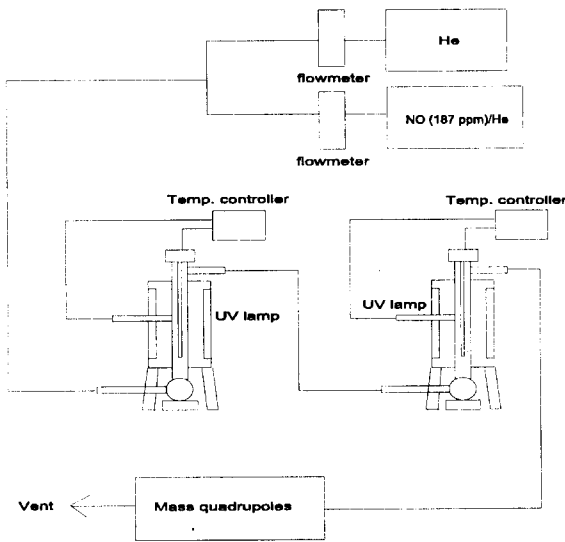 He
flowmeter
NO (187 ppm)/He
flowmeter
Temp. controller
Temp. controller
UV lamp
UV lamp
Vent
Mass quadrupoles